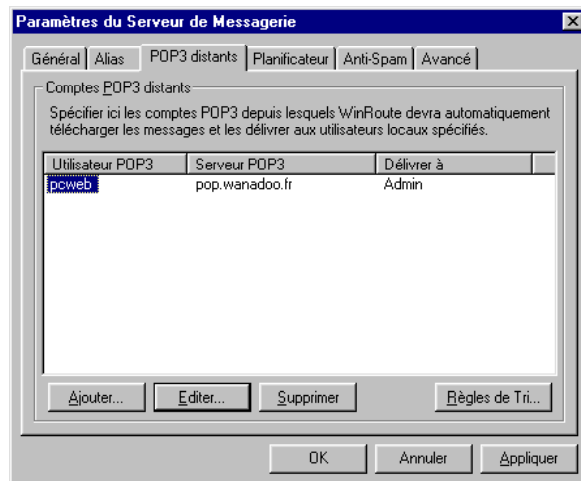 Paramètres du Serveur de Messagerie
Général Alias POP3 distants Planificateur Anti-Spam Avancé
Comptes POP3 distants
Spécifier ici les comptes POP3 depuis lesquels WinRoute devra automatiquement
télécharger les messages et les délivrer aux utilisateurs locaux spécifiés.
Utilisateur POP3 Serveur POP3 Délivrer à
pcweb pop.wanadoo.fr Admin
Ajouter... Editer... Supprimer Règles de Tri...
OK Annuler Appliquer